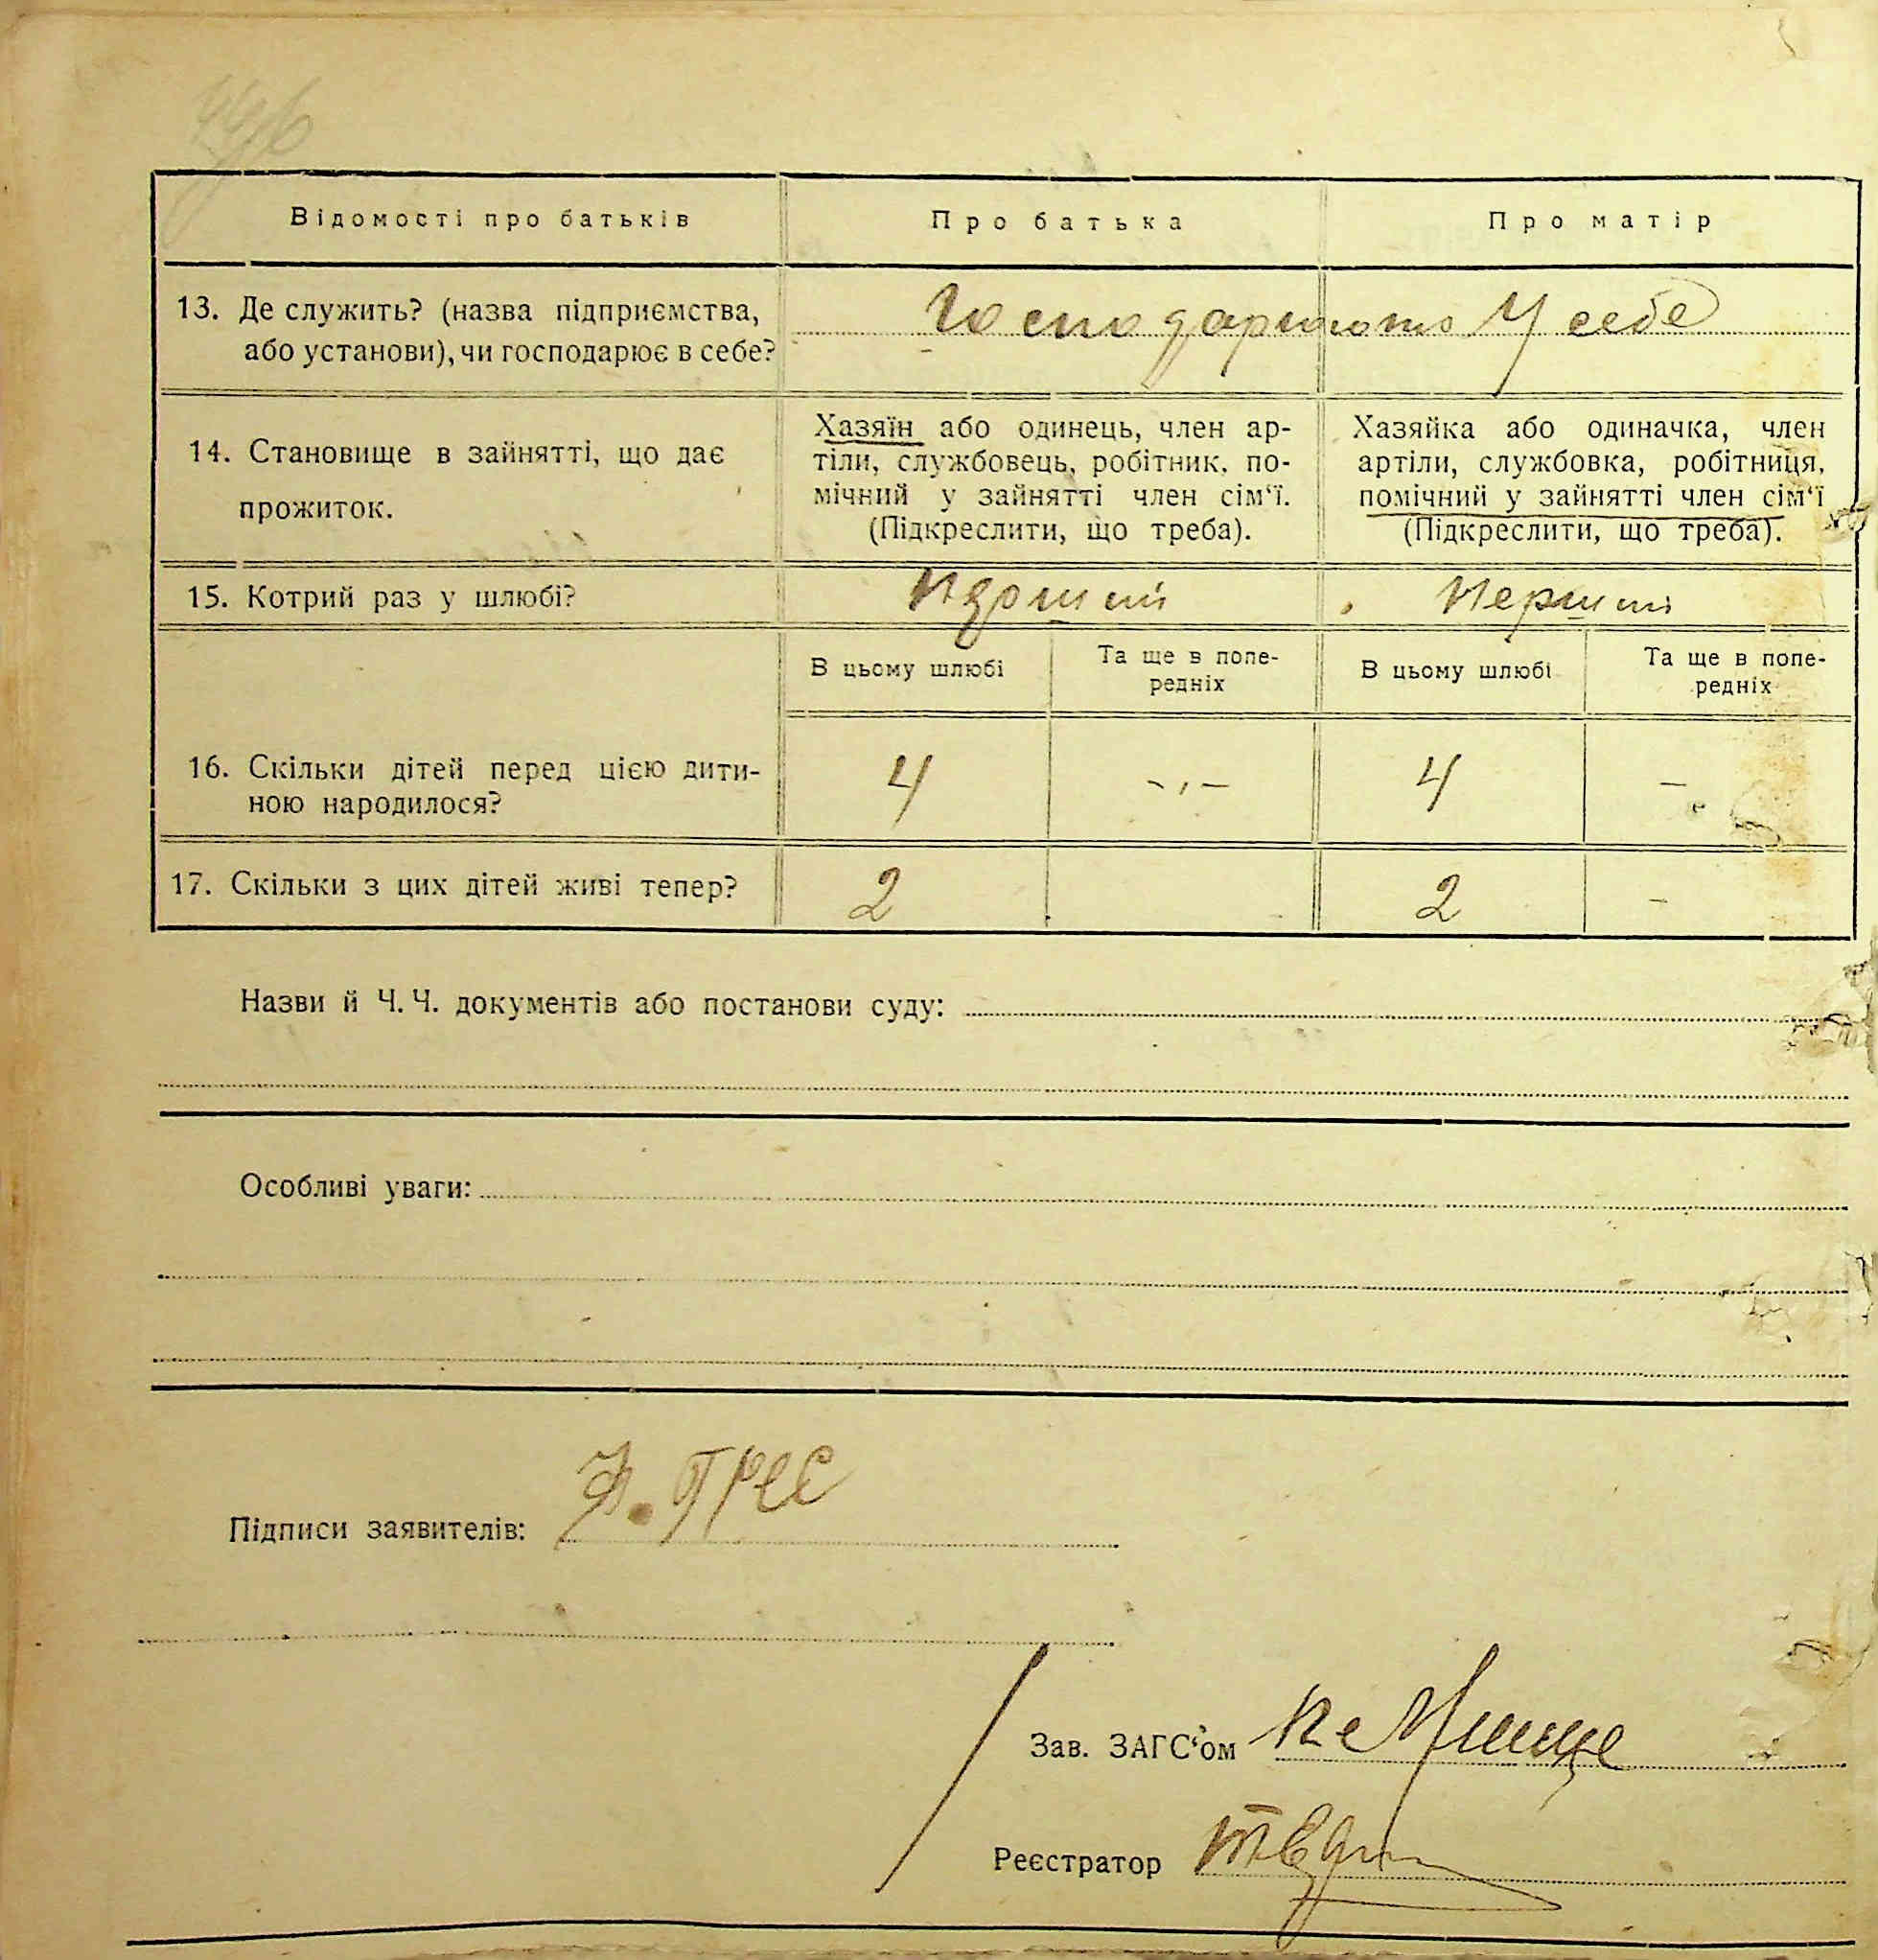 Відомості про батьків Про батька Про матір
13. Де служить? (назва підприємства,
або установи), чи господарює в себе?
Господарюють У себе
14. Становище в зайнятті, що дає
прожиток.
Хазяїн або одинець, член ар-
тіли, службовець, робітник, по-
мічний у зайнятті член сім‘ї.
(Підкреслити, що треба).
Хазяйка або одиначка, член
артіли, службовка, робітниця,
помічний у зайнятті член сім‘ї
(Підкреслити, що треба).
15. Котрий раз у шлюбі? Перший Перший
В цьому шлюбі
Та ще в попе-
редніх
В цьому шлюбі
Та ще в попе-
редніх
16. Скільки дітей перед цією дити-
ною народилося?
4 - , - 4 -
17. Скільки з цих дітей живі тепер? 2 2 -
Назви й Ч. Ч. документів або постанови суду:
Особливі уваги:
Підписи заявителів:
Зав. ЗАГС‘ом
Реєстратор